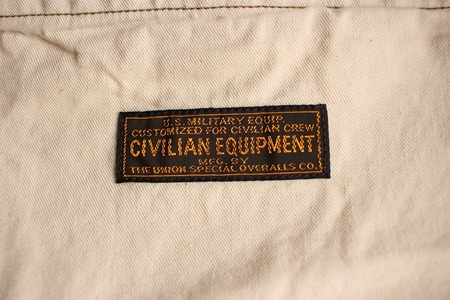 U.S. MILITARY EQUIP.
CUSTOMIZED FOR CIVILIAN CREW
CIVILIAN EQUIPMENT
MFG. BY
THE UNION SPECIAL OVERALLS CO.